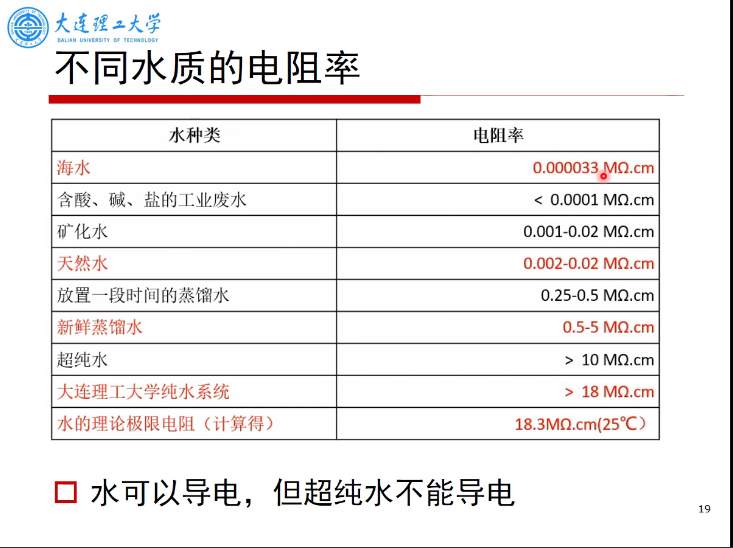 大连理工大学
DALIAN UNIVERSITY OF TECHNOLOGY
不同水质的电阻率
水种类 电阻率
海水 0.000033 MΩ.cm
含酸、碱、盐的工业废水 < 0.0001 MΩ.cm
矿化水 0.001-0.02 MΩ.cm
天然水 0.002-0.02 MΩ.cm
放置一段时间的蒸馏水 0.25-0.5 MΩ.cm
新鲜蒸馏水 0.5-5 MΩ.cm
超纯水 > 10 MΩ.cm
大连理工大学纯水系统 > 18 MΩ.cm
水的理论极限电阻（计算得） 18.3MΩ.cm(25℃）
水可以导电，但超纯水不能导电
19